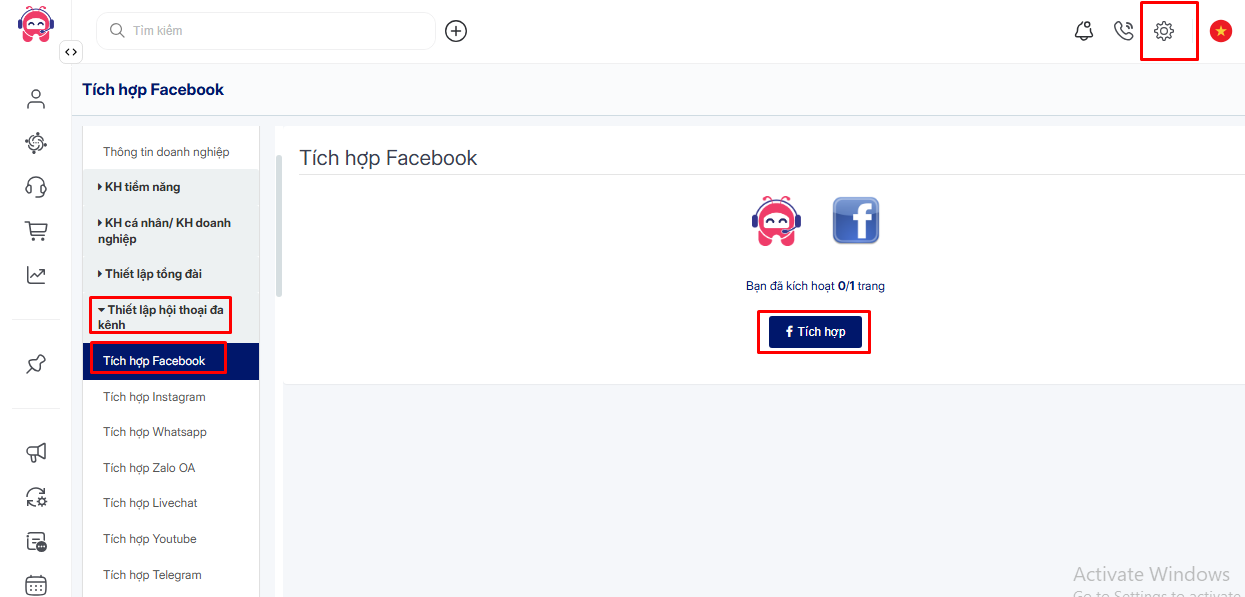 Tìm kiếm
Tích hợp Facebook
Thông tin doanh nghiệp
KH tiềm năng
KH cá nhân/ KH doanh
nghiệp
Thiết lập tổng đài
Thiết lập hội thoại đa
kênh
Tích hợp Facebook
Tích hợp Instagram
Tích hợp Whatsapp
Tích hợp Zalo OA
Tích hợp Livechat
Tích hợp Youtube
Tích hợp Telegram
Tích hợp Facebook
f
Bạn đã kích hoạt 0/1 trang
f Tích hợp
Activate Windows
Go to Settings to activate